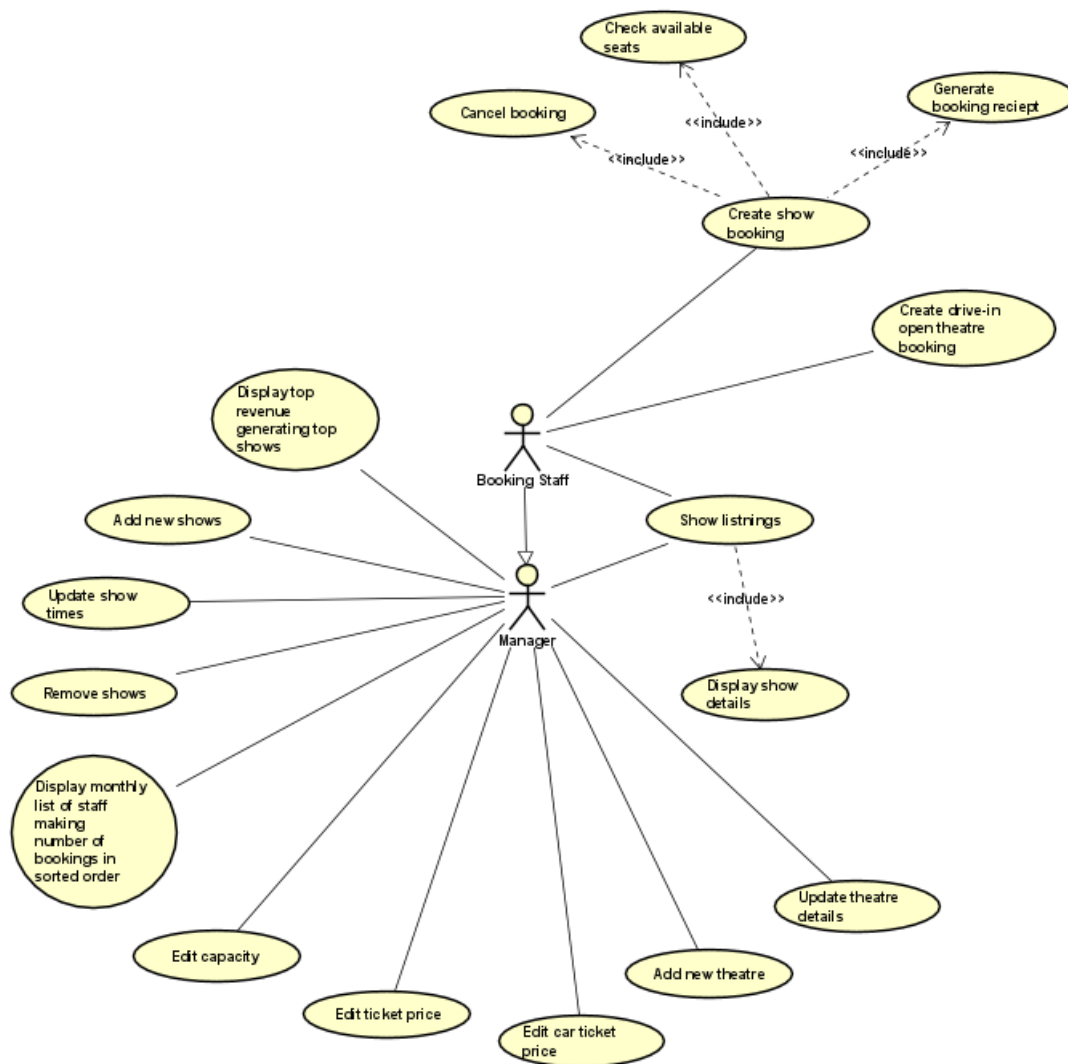 Check available
seats
Generate
booking reciept
Cancel booking
<<include>>
<<include>>
<<include>>
Create show
booking
Create drive-in
open theatre
booking
Display top
revenue
generating top
shows
Booking Staff
Add new shows
Show listnings
Update show
times
<<include>>
Manager
Remove shows
Display show
details
Display monthly
list of staff
making
number of
bookings in
sorted order
Update theatre
details
Edit capacity
Add new theatre
Edit ticket price
Edit car ticket
price